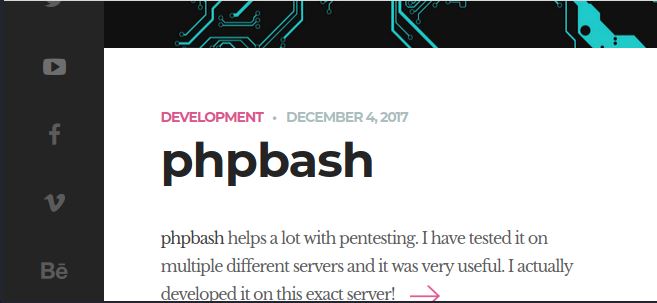 DEVELOPMENT • DECEMBER 4, 2017
phpbash
phpbash helps a lot with pentesting. I have tested it on
multiple different servers and it was very useful. I actually
developed it on this exact server!
Bē